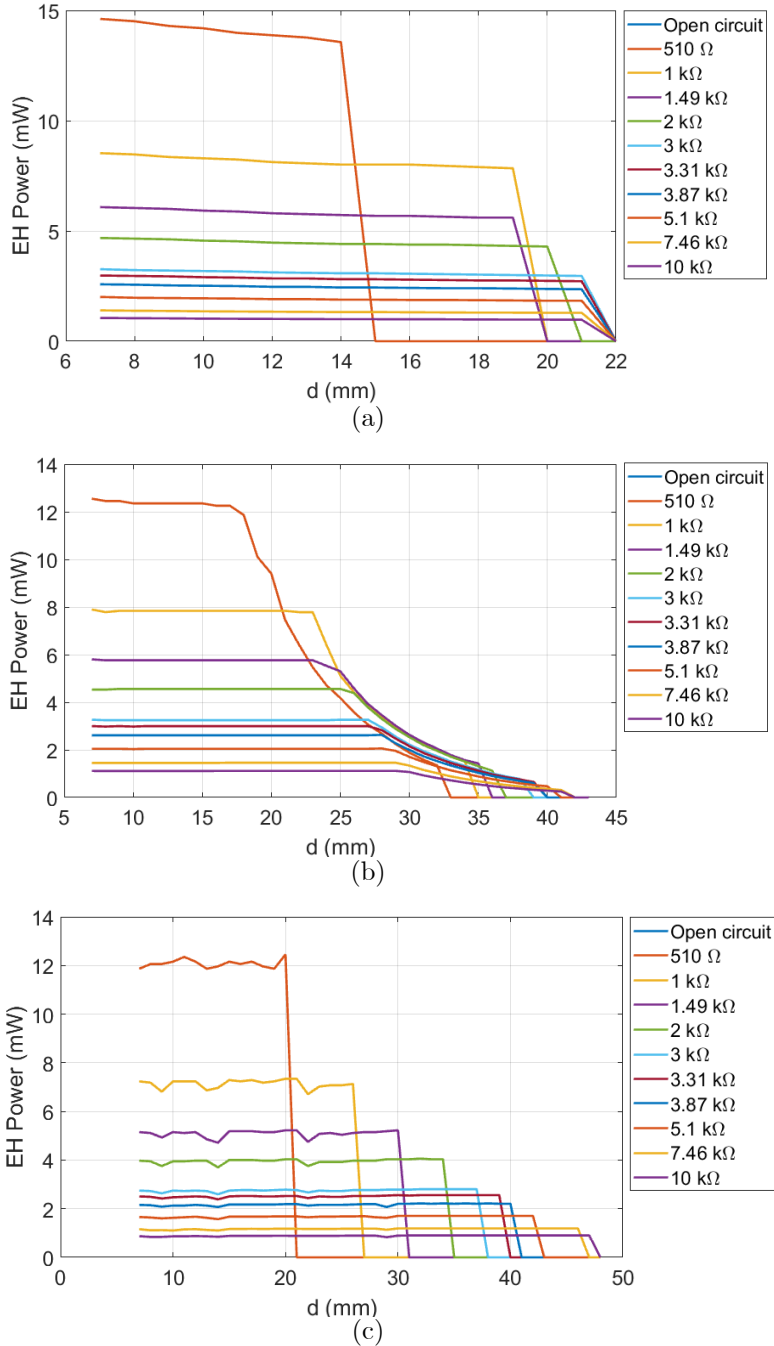 15
10
5
0
EH Power (mW)
6 8 10 12 14 16 18 20 22
d (mm)
Open circuit
510 Ω
1 kΩ
1.49 kΩ
2 kΩ
3 kΩ
3.31 kΩ
3.87 kΩ
5.1 kΩ
7.46 kΩ
10 kΩ
(a)
14
12
10
8
6
4
2
0
EH Power (mW)
5 10 15 20 25 30 35 40 45
d (mm)
Open circuit
510 Ω
1 kΩ
1.49 kΩ
2 kΩ
3 kΩ
3.31 kΩ
3.87 kΩ
5.1 kΩ
7.46 kΩ
10 kΩ
(b)
14
12
10
8
6
4
2
0
EH Power (mW)
0 10 20 30 40 50
d (mm)
Open circuit
510 Ω
1 kΩ
1.49 kΩ
2 kΩ
3 kΩ
3.31 kΩ
3.87 kΩ
5.1 kΩ
7.46 kΩ
10 kΩ
(c)